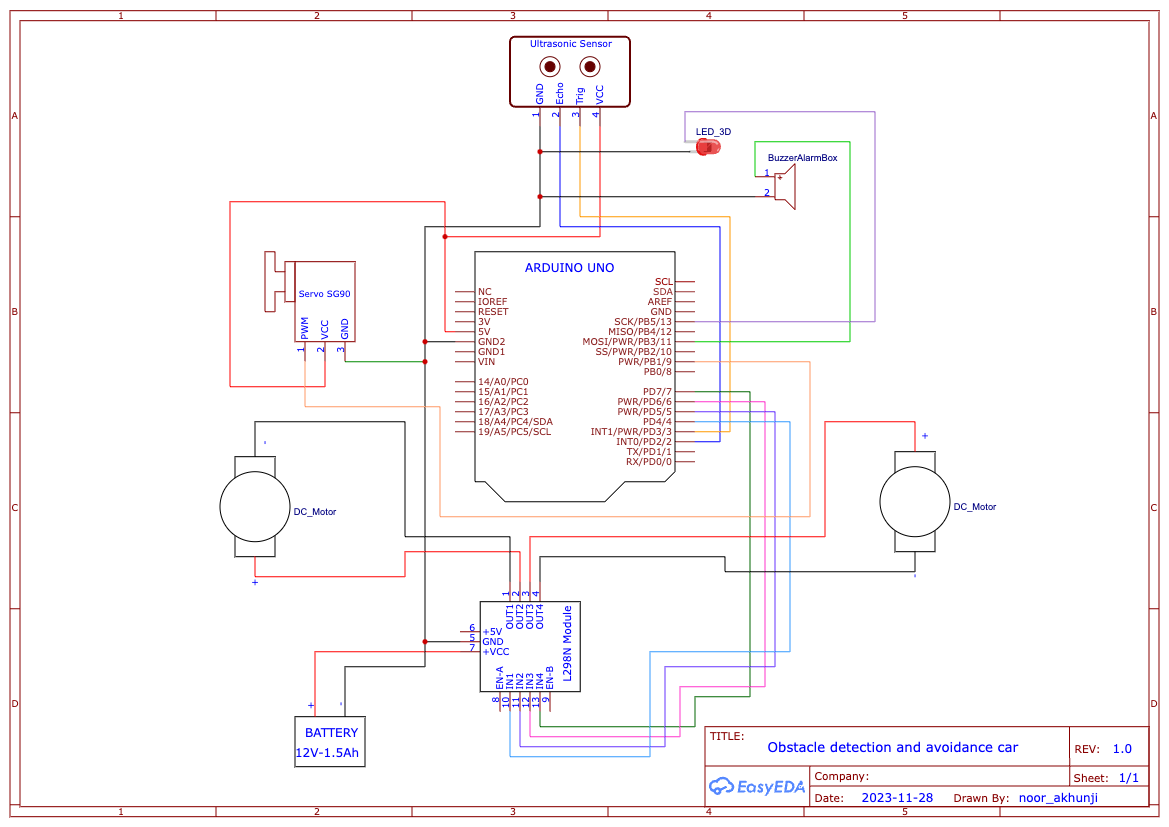 1 2 3 4 5
A A
B B
C C
D D
Ultrasonic Sensor
GND Echo Trig VCC
1 2 3 4
LED_3D
BuzzerAlarmBox
1 +
2
Servo SG90
PWM VCC GND
1 2 3
ARDUINO UNO
NC
IOREF
RESET
3V
5V
GND2
GND1
VIN
14/A0/PC0
15/A1/PC1
16/A2/PC2
17/A3/PC3
18/A4/PC4/SDA
19/A5/PC5/SCL
SCL
SDA
AREF
GND
SCK/PB5/13
MISO/PB4/12
MOSI/PWR/PB3/11
SS/PWR/PB2/10
PWR/PB1/9
PB0/8
PD7/7
PWR/PD6/6
PWR/PD5/5
PD4/4
INT1/PWR/PD3/3
INT0/PD2/2
TX/PD1/1
RX/PD0/0
-
DC_Motor
+
+
DC_Motor
-
1 2 3 4
OUT1 OUT2 OUT3 OUT4
L298N Module
6 +5V
5 GND
7 +VCC
EN-A IN1 IN2 IN3 IN4 EN-B
8 10 11 12 13 9
+ -
BATTERY
12V-1.5Ah
TITLE:
Obstacle detection and avoidance car
REV: 1.0
EasyEDA
Company:
Sheet: 1/1
Date: 2023-11-28 Drawn By: noor_akhunji
1 2 3 4 5